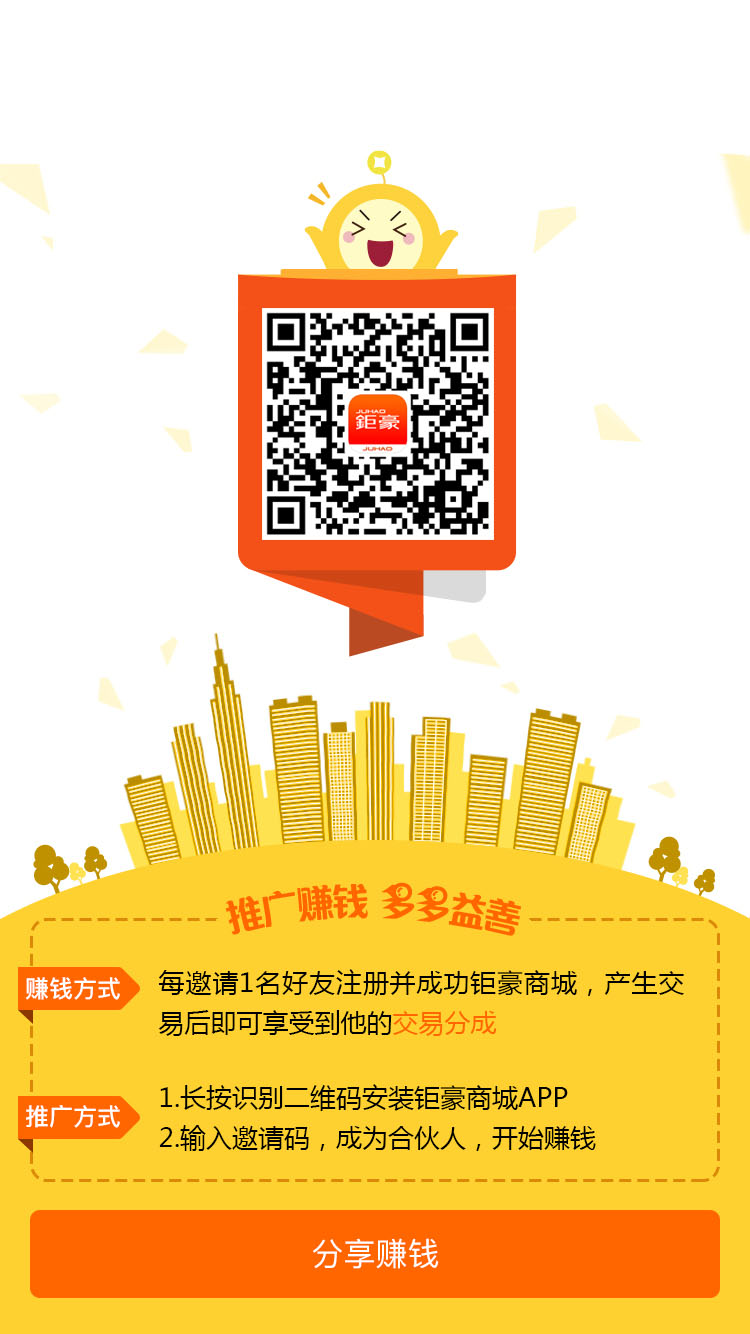 JUHAO
鉅豪
JUHAO
推广赚钱 多多益善
赚钱方式
每邀请1名好友注册并成功钜豪商城，产生交
易后即可享受到他的交易分成
推广方式
1.长按识别二维码安装钜豪商城APP
2.输入邀请码，成为合伙人，开始赚钱
分享赚钱